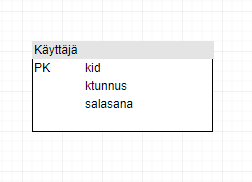 Käyttäjä
PK kid
ktunnus
salasana